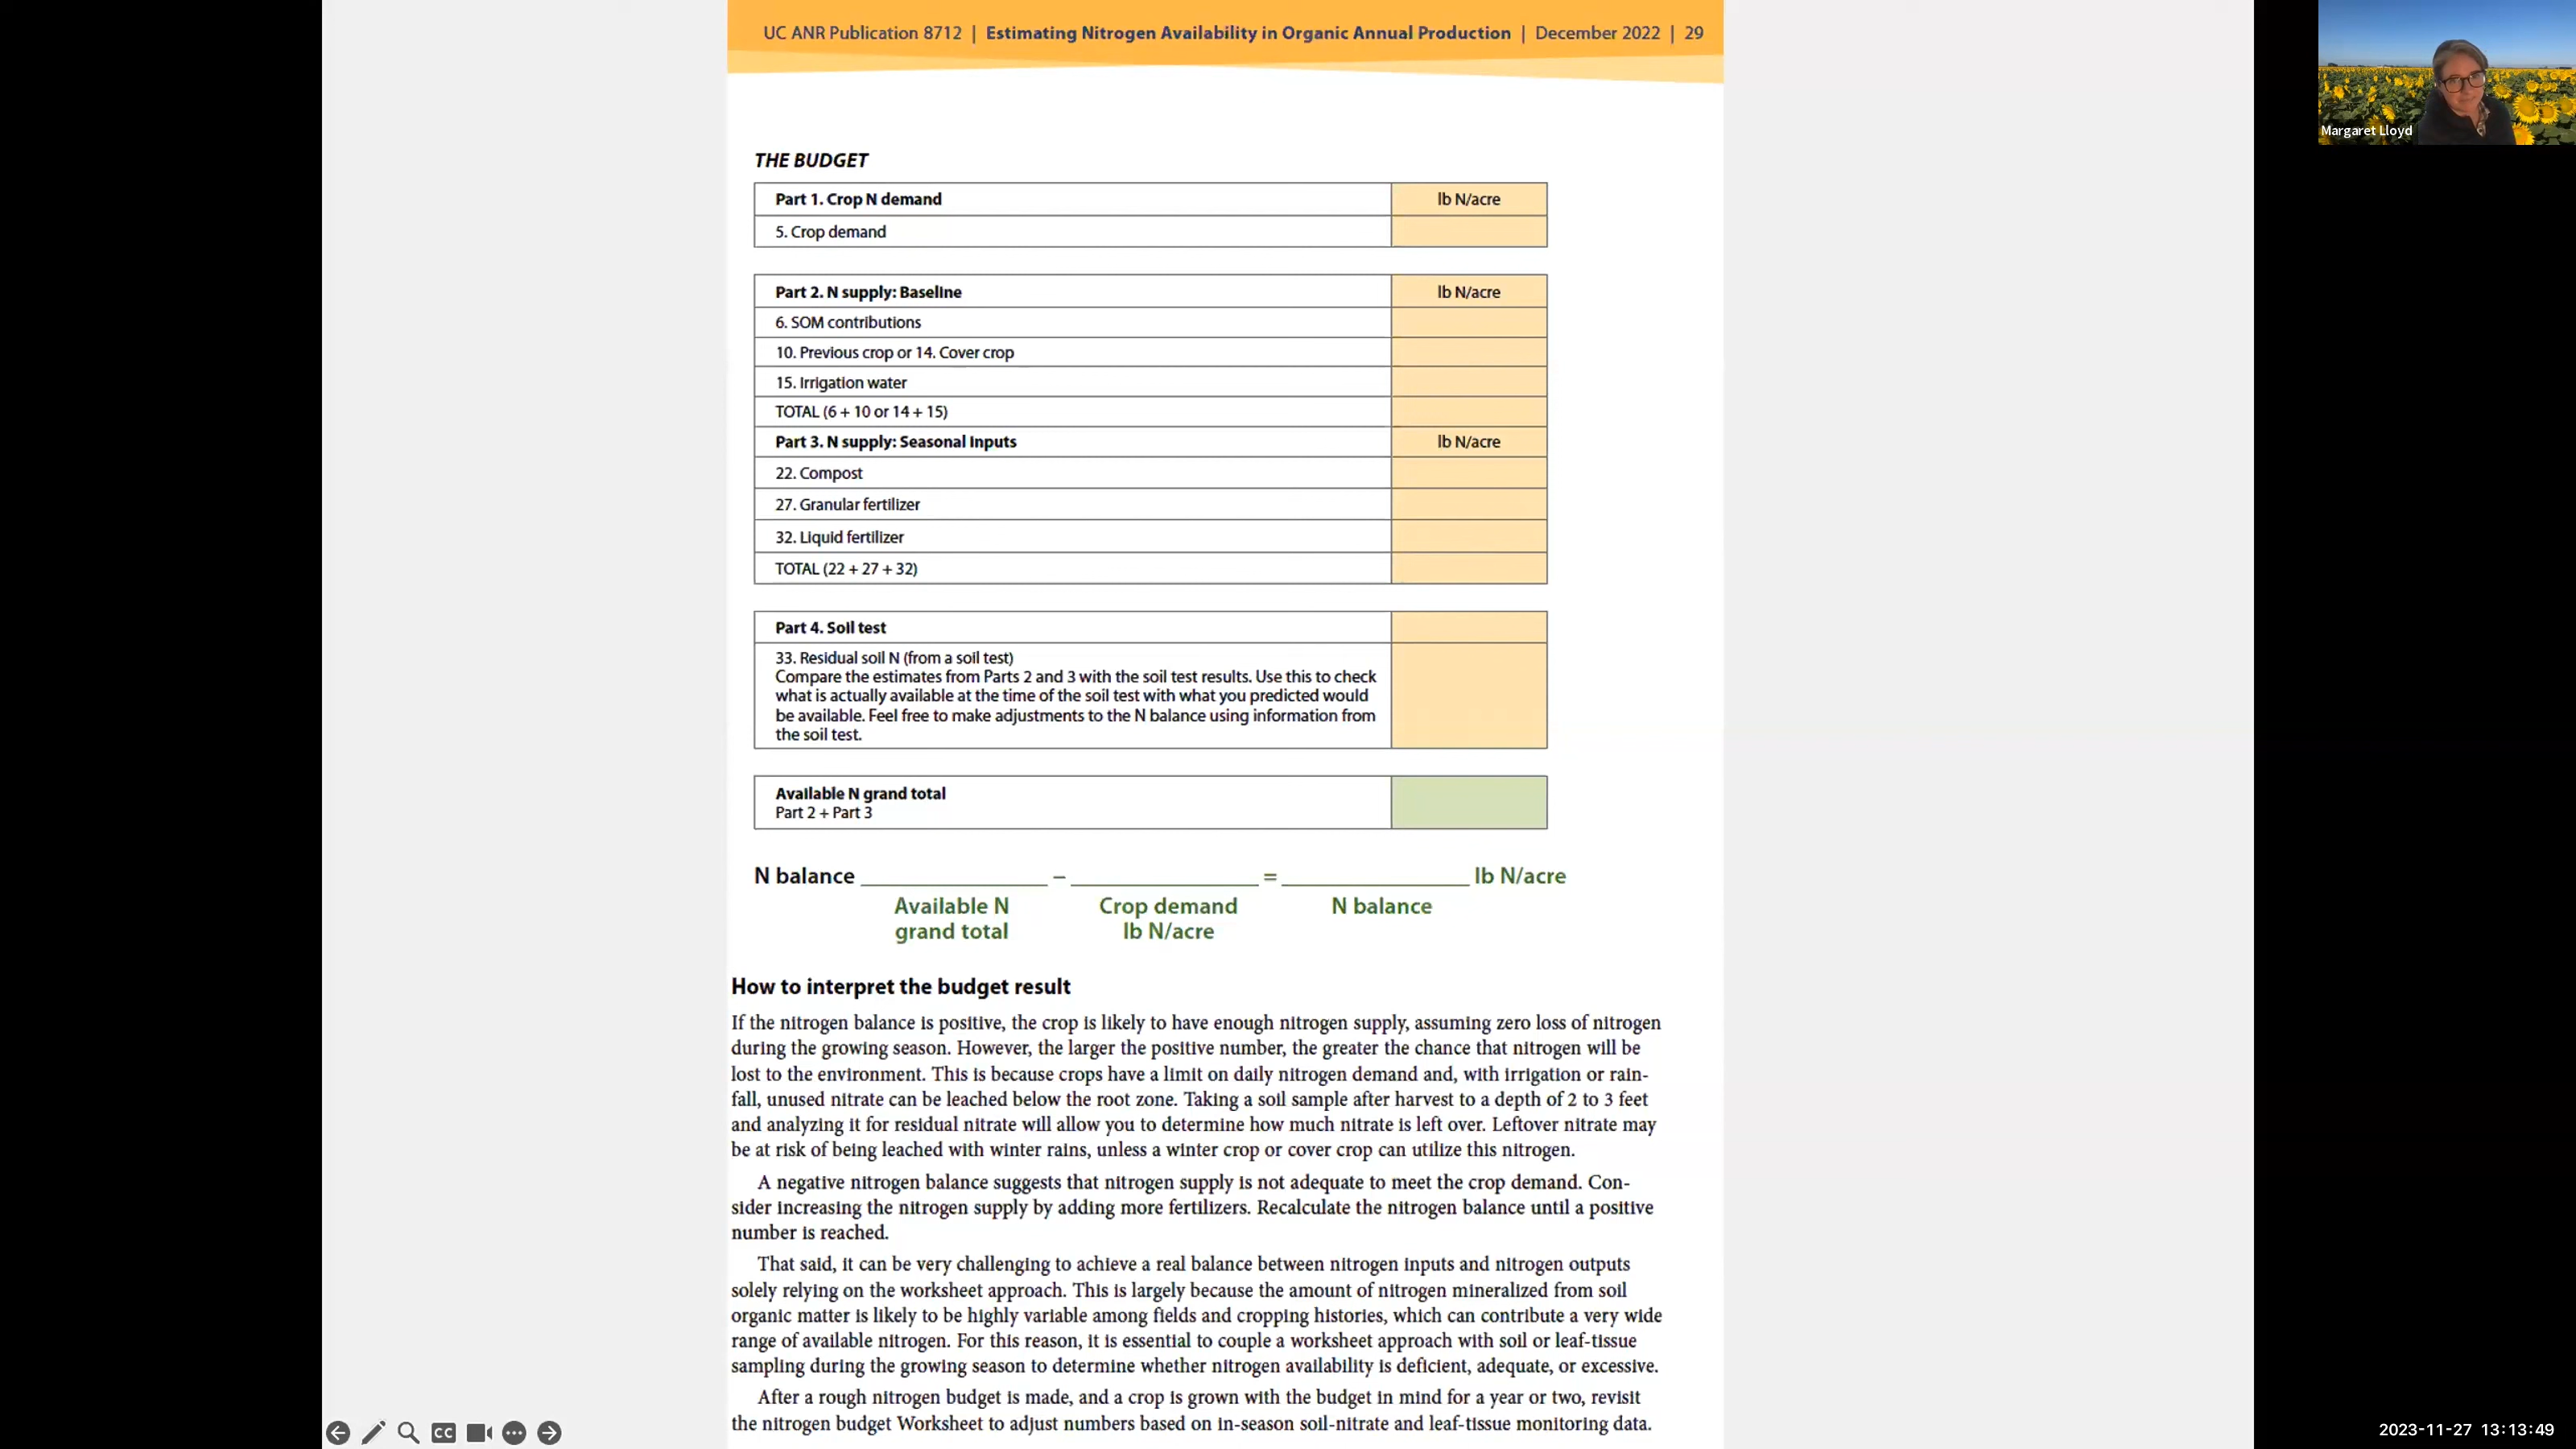 UC ANR Publication 8712 | Estimating Nitrogen Availability in Organic Annual Production | December 2022 | 29
Margaret Lloyd
THE BUDGET
Part 1. Crop N demand lb N/acre
5. Crop demand
Part 2. N supply: Baseline lb N/acre
6. SOM contributions
10. Previous crop or 14. Cover crop
15. Irrigation water
TOTAL (6 + 10 or 14 + 15)
Part 3. N supply: Seasonal Inputs lb N/acre
22. Compost
27. Granular fertilizer
32. Liquid fertilizer
TOTAL (22 + 27 + 32)
Part 4. Soil test
33. Residual soil N (from a soil test)
Compare the estimates from Parts 2 and 3 with the soil test results. Use this to check
what is actually available at the time of the soil test with what you predicted would
be available. Feel free to make adjustments to the N balance using information from
the soil test.
Available N grand total
Part 2 + Part 3
N balance ______________ – ______________ = ______________ lb N/acre
Available N Crop demand N balance
grand total lb N/acre
How to interpret the budget result
If the nitrogen balance is positive, the crop is likely to have enough nitrogen supply, assuming zero loss of nitrogen
during the growing season. However, the larger the positive number, the greater the chance that nitrogen will be
lost to the environment. This is because crops have a limit on daily nitrogen demand and, with irrigation or rain-
fall, unused nitrate can be leached below the root zone. Taking a soil sample after harvest to a depth of 2 to 3 feet
and analyzing it for residual nitrate will allow you to determine how much nitrate is left over. Leftover nitrate may
be at risk of being leached with winter rains, unless a winter crop or cover crop can utilize this nitrogen.
A negative nitrogen balance suggests that nitrogen supply is not adequate to meet the crop demand. Con-
sider increasing the nitrogen supply by adding more fertilizers. Recalculate the nitrogen balance until a positive
number is reached.
That said, it can be very challenging to achieve a real balance between nitrogen inputs and nitrogen outputs
solely relying on the worksheet approach. This is largely because the amount of nitrogen mineralized from soil
organic matter is likely to be highly variable among fields and cropping histories, which can contribute a very wide
range of available nitrogen. For this reason, it is essential to couple a worksheet approach with soil or leaf-tissue
sampling during the growing season to determine whether nitrogen availability is deficient, adequate, or excessive.
After a rough nitrogen budget is made, and a crop is grown with the budget in mind for a year or two, revisit
the nitrogen budget Worksheet to adjust numbers based on in-season soil-nitrate and leaf-tissue monitoring data.
CC
2023-11-27 13:13:49